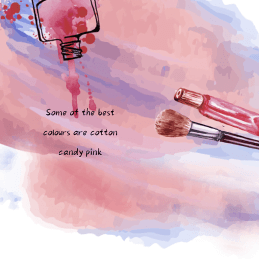 Some of the best
colours are cotton
candy pink